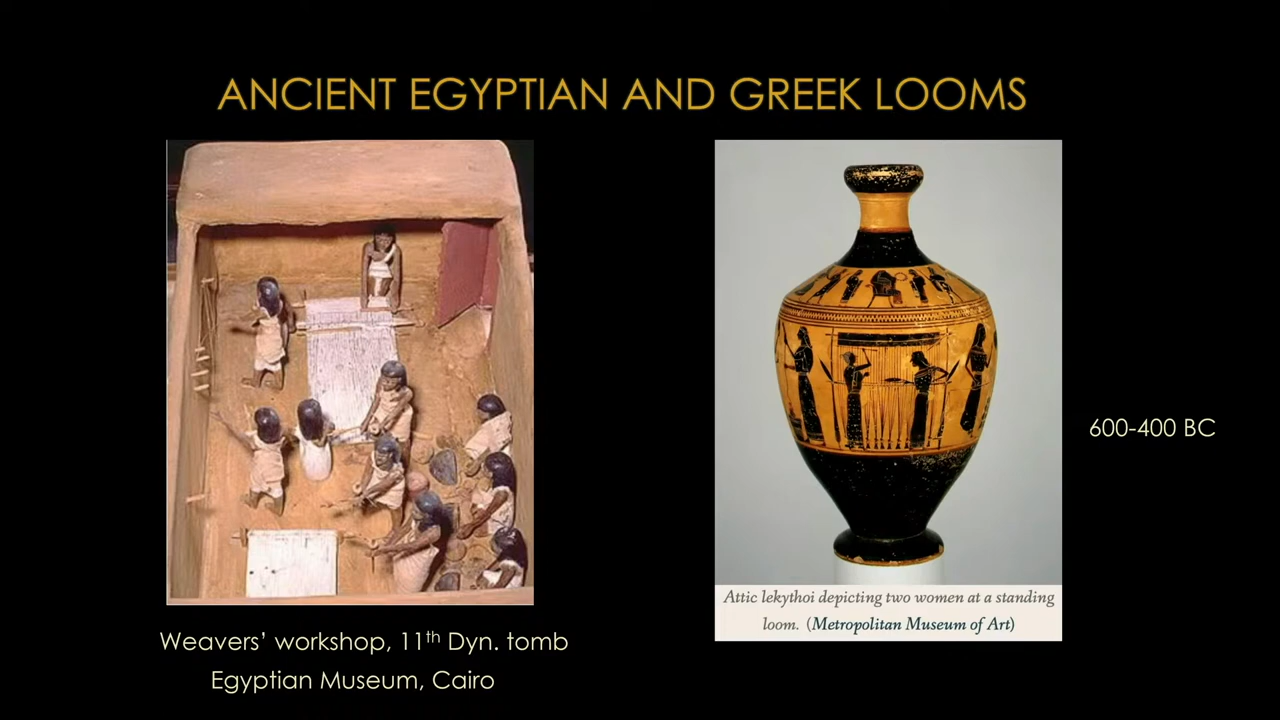 ANCIENT EGYPTIAN AND GREEK LOOMS
Weavers’ workshop, 11th Dyn. tomb
Egyptian Museum, Cairo
Attic lekythoi depicting two women at a standing
loom. (Metropolitan Museum of Art)
600-400 BC